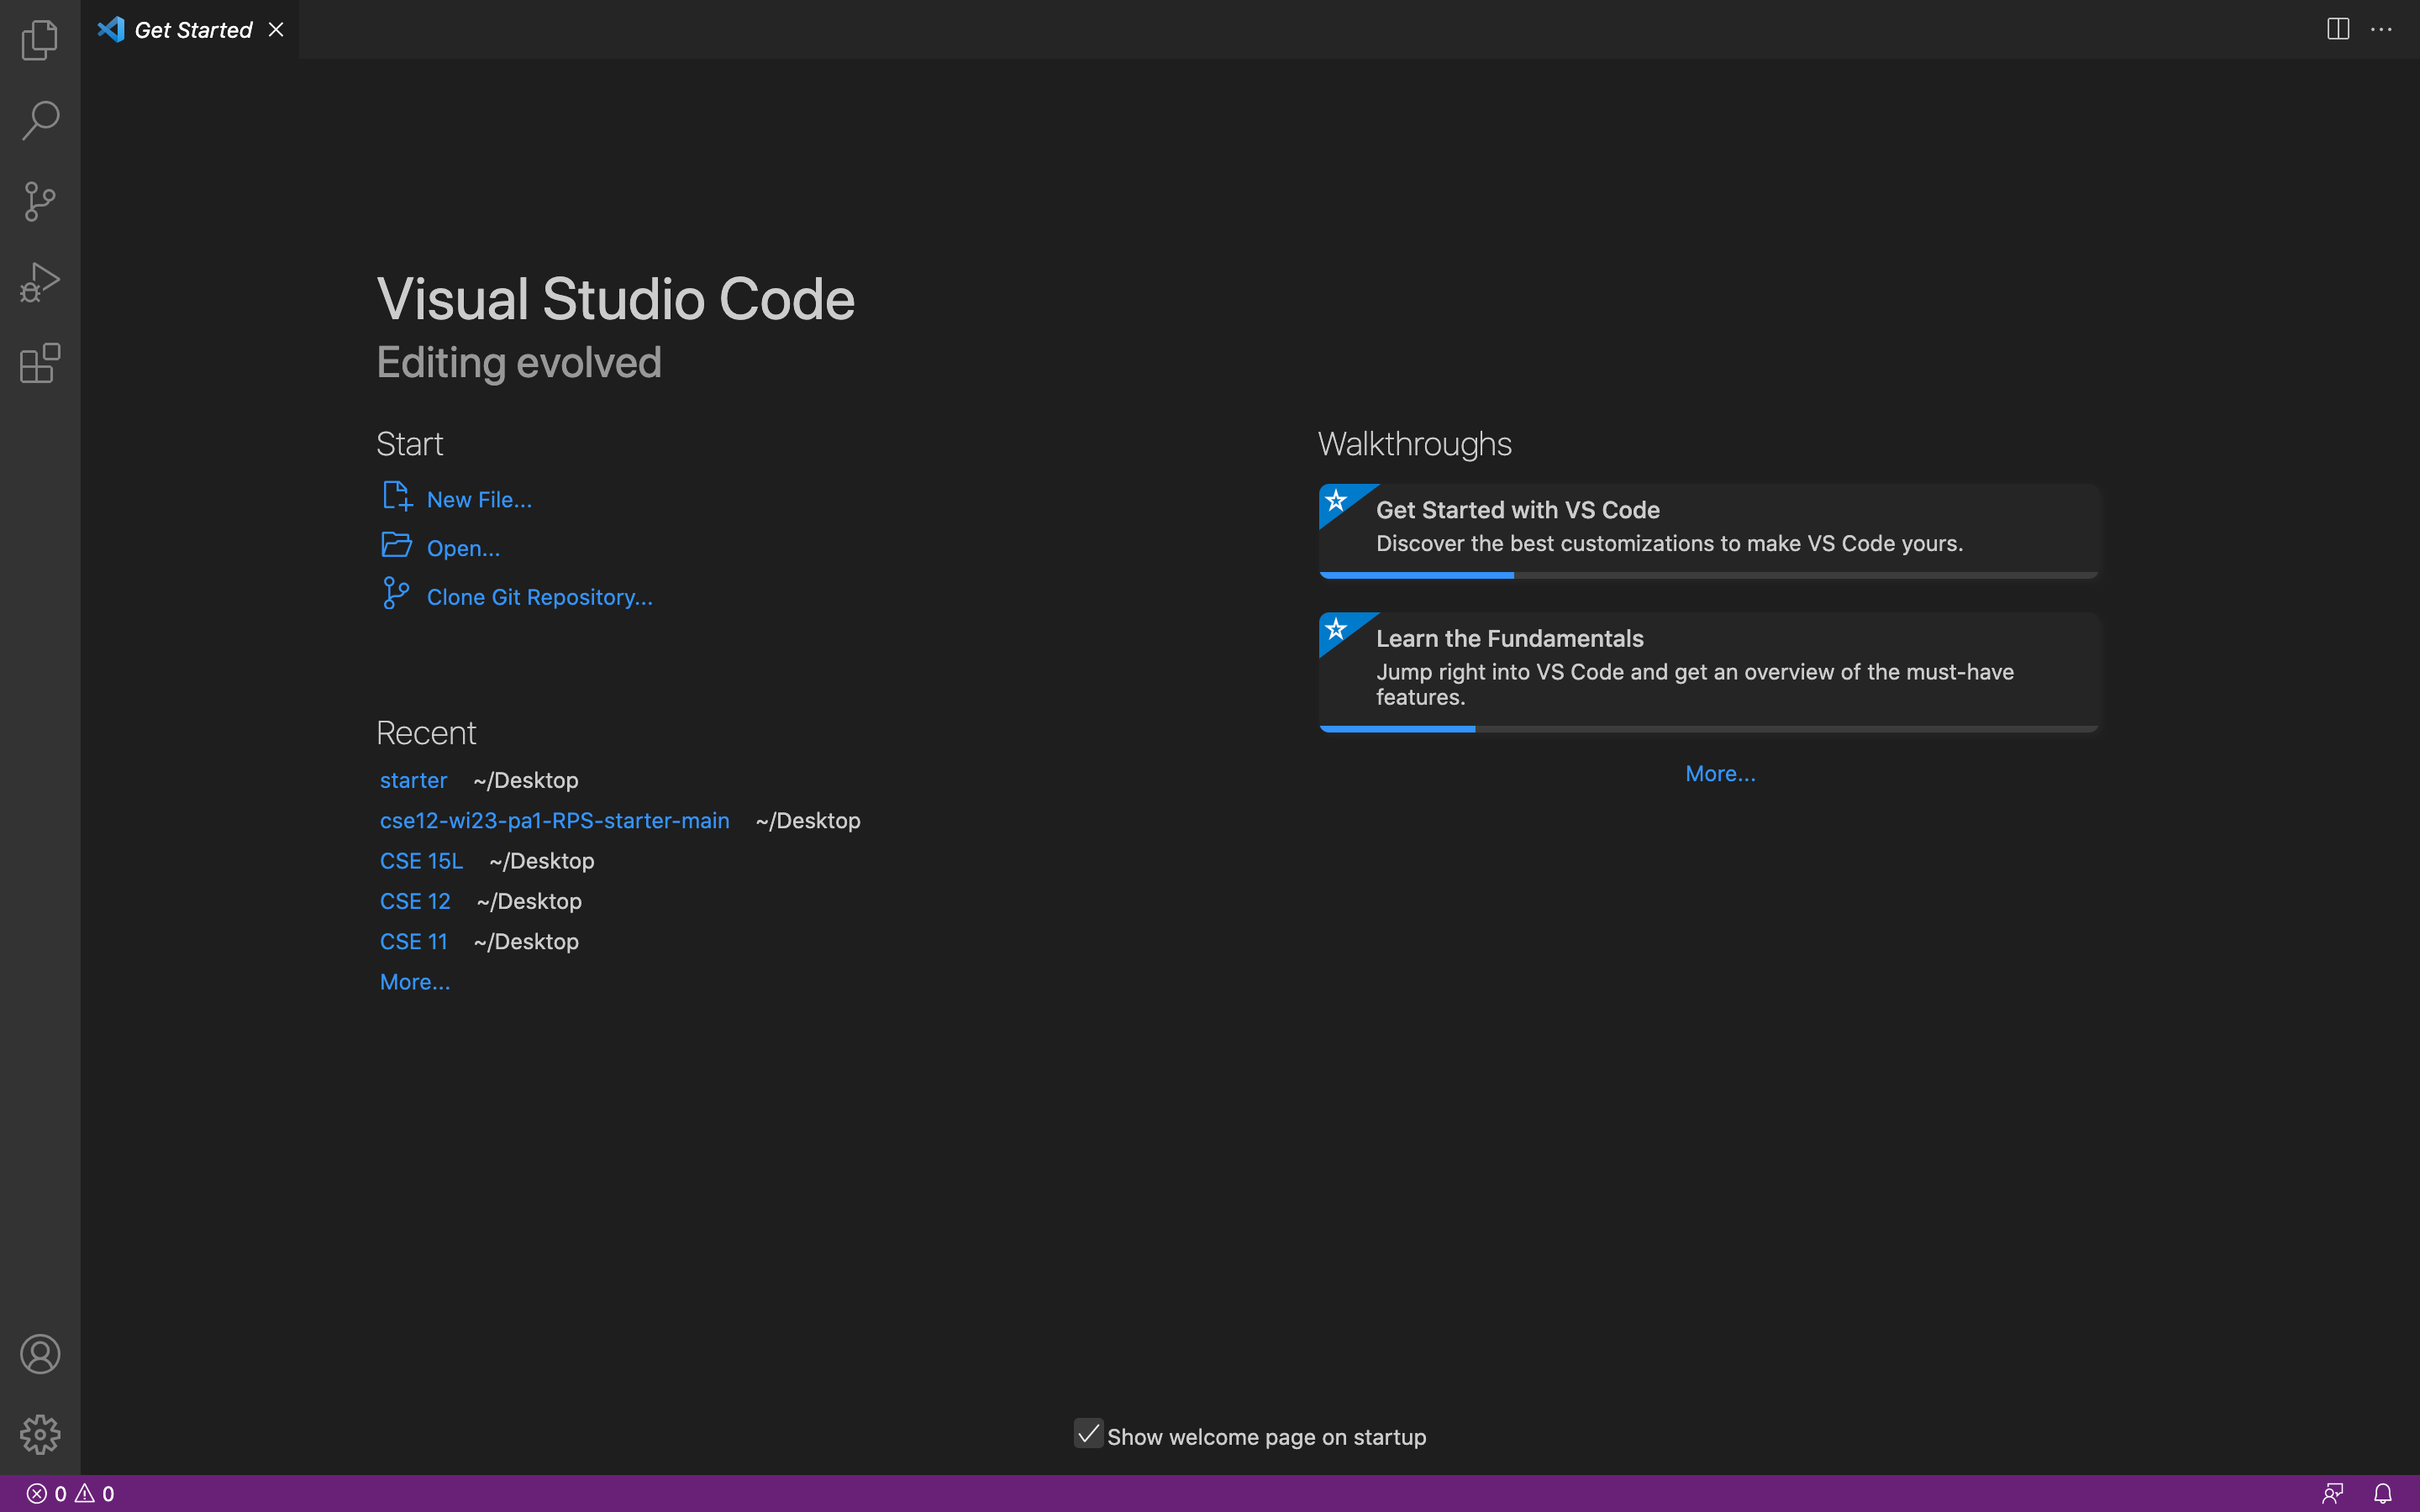 Get Started
Visual Studio Code
Editing evolved
Start
New File...
Open...
Clone Git Repository...
Recent
starter ~/Desktop
cse12-wi23-pa1-RPS-starter-main ~/Desktop
CSE 15L ~/Desktop
CSE 12 ~/Desktop
CSE 11 ~/Desktop
More...
Walkthroughs
Get Started with VS Code
Discover the best customizations to make VS Code yours.
Learn the Fundamentals
Jump right into VS Code and get an overview of the must-have
features.
More...
Show welcome page on startup
0 0